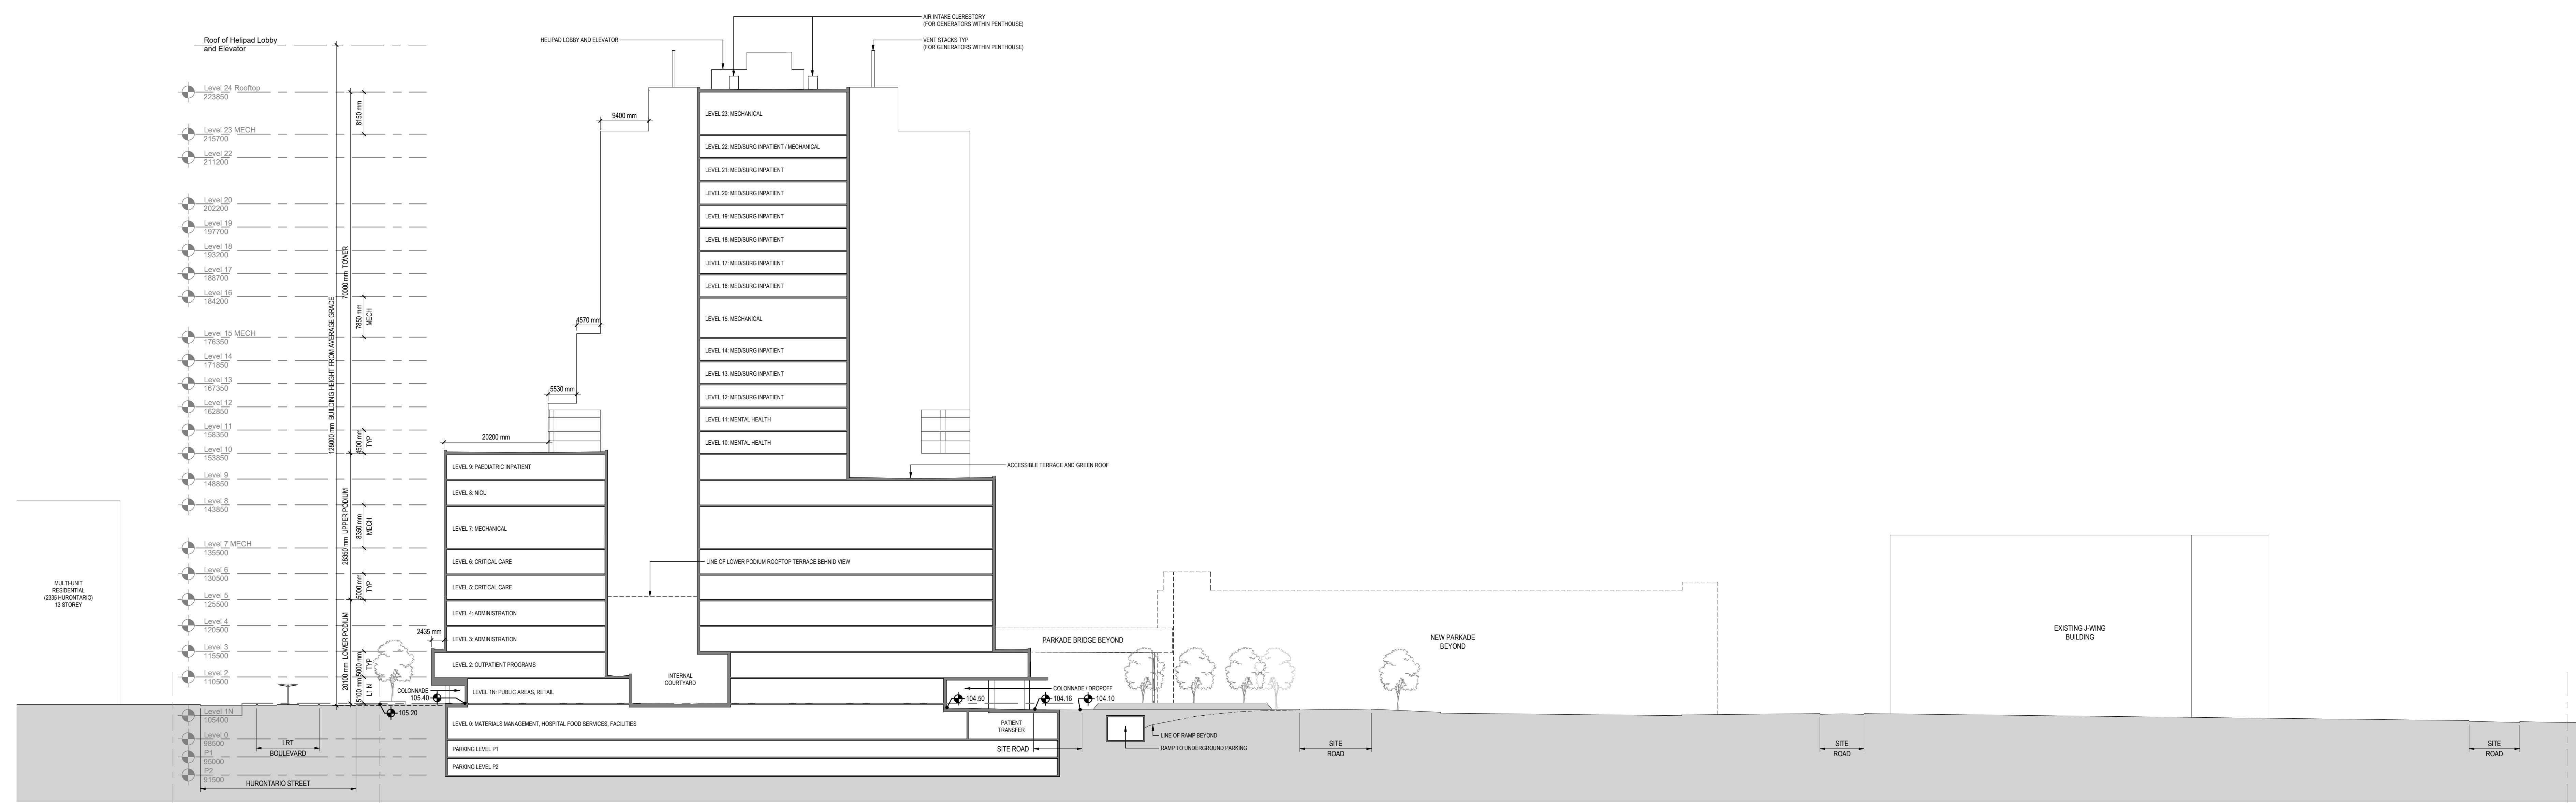 AIR INTAKE CLERESTORY
(FOR GENERATORS WITHIN PENTHOUSE)
HELIPAD LOBBY AND ELEVATOR
VENT STACKS TYP
(FOR GENERATORS WITHIN PENTHOUSE)
Roof of Helipad Lobby
and Elevator
Level 24 Rooftop
223850
Level 23 MECH
215700
Level 22
211200
Level 20
202200
Level 19
197700
Level 18
193200
Level 17
188700
Level 16
184200
Level 15 MECH
176350
Level 14
171850
Level 13
167350
Level 12
162850
Level 11
158350
Level 10
153850
Level 9
148850
Level 8
143850
Level 7 MECH
135500
Level 6
130500
Level 5
125500
Level 4
120500
Level 3
115500
Level 2
110500
Level 1N
105400
Level 0
98500
P1
95000
P2
91500
128000 mm BUILDING HEIGHT FROM AVERAGE GRADE
70000 mm TOWER
28350 mm UPPER PODIUM
20100 mm LOWER PODIUM
8150 mm
7850 mm
MECH
4500 mm
TYP
8350 mm
MECH
5000 mm
TYP
5000 mm
TYP
5100 mm
L1 N
9400 mm
4570 mm
5530 mm
20200 mm
2435 mm
LEVEL 23: MECHANICAL
LEVEL 22: MED/SURG INPATIENT / MECHANICAL
LEVEL 21: MED/SURG INPATIENT
LEVEL 20: MED/SURG INPATIENT
LEVEL 19: MED/SURG INPATIENT
LEVEL 18: MED/SURG INPATIENT
LEVEL 17: MED/SURG INPATIENT
LEVEL 16: MED/SURG INPATIENT
LEVEL 15: MECHANICAL
LEVEL 14: MED/SURG INPATIENT
LEVEL 13: MED/SURG INPATIENT
LEVEL 12: MED/SURG INPATIENT
LEVEL 11: MENTAL HEALTH
LEVEL 10: MENTAL HEALTH
LEVEL 9: PAEDIATRIC INPATIENT
LEVEL 8: NICU
LEVEL 7: MECHANICAL
LEVEL 6: CRITICAL CARE
LEVEL 5: CRITICAL CARE
LEVEL 4: ADMINISTRATION
LEVEL 3: ADMINISTRATION
LEVEL 2: OUTPATIENT PROGRAMS
LEVEL 1N: PUBLIC AREAS, RETAIL
LEVEL 0: MATERIALS MANAGEMENT, HOSPITAL FOOD SERVICES, FACILITIES
PARKING LEVEL P1
PARKING LEVEL P2
ACCESSIBLE TERRACE AND GREEN ROOF
LINE OF LOWER PODIUM ROOFTOP TERRACE BEHNID VIEW
INTERNAL
COURTYARD
PATIENT
TRANSFER
COLONNADE
105.40
105.20
COLONNADE / DROPOFF
104.50
104.16
104.10
MULTI-UNIT
RESIDENTIAL
(2335 HURONTARIO)
13 STOREY
LRT
BOULEVARD
HURONTARIO STREET
PARKADE BRIDGE BEYOND
NEW PARKADE
BEYOND
EXISTING J-WING
BUILDING
SITE ROAD
LINE OF RAMP BEYOND
RAMP TO UNDERGROUND PARKING
SITE
ROAD
SITE
ROAD
SITE
ROAD